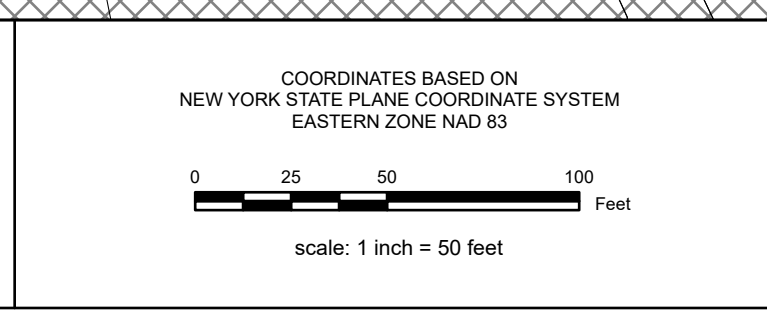 COORDINATES BASED ON
NEW YORK STATE PLANE COORDINATE SYSTEM
EASTERN ZONE NAD 83
0 25 50 100
Feet
scale: 1 inch = 50 feet